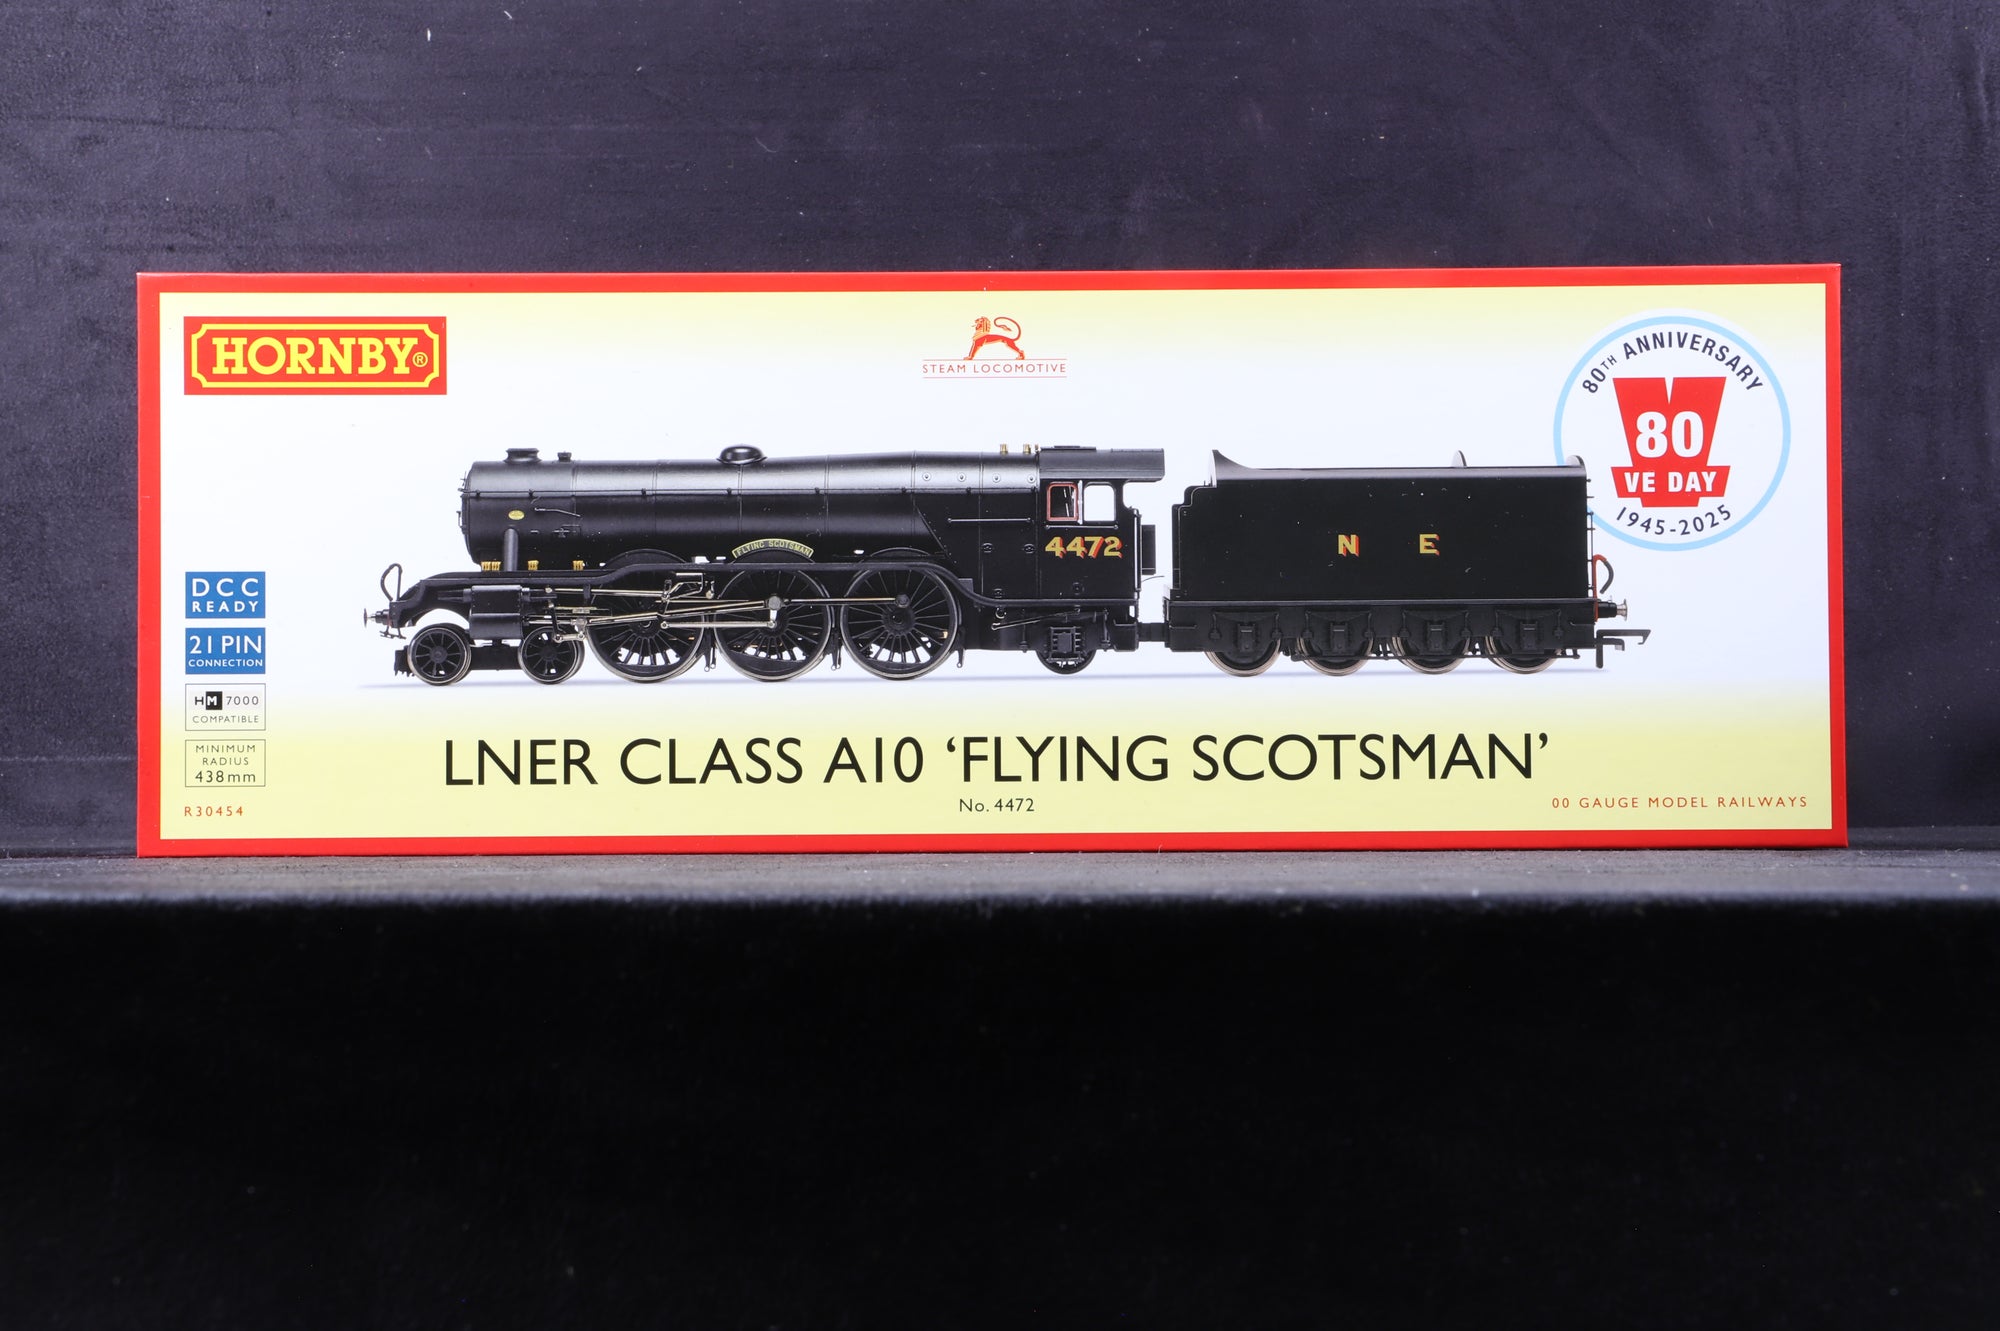 HORNBY®
STEAM LOCOMOTIVE
80TH ANNIVERSARY
80
VE DAY
1945-2025
FLYING SCOTSMAN
4472
N E
DCC
READY
21 PIN
CONNECTION
HM 7000
COMPATIBLE
MINIMUM
RADIUS
438mm
R30454
LNER CLASS A10 ‘FLYING SCOTSMAN’
No. 4472
00 GAUGE MODEL RAILWAYS